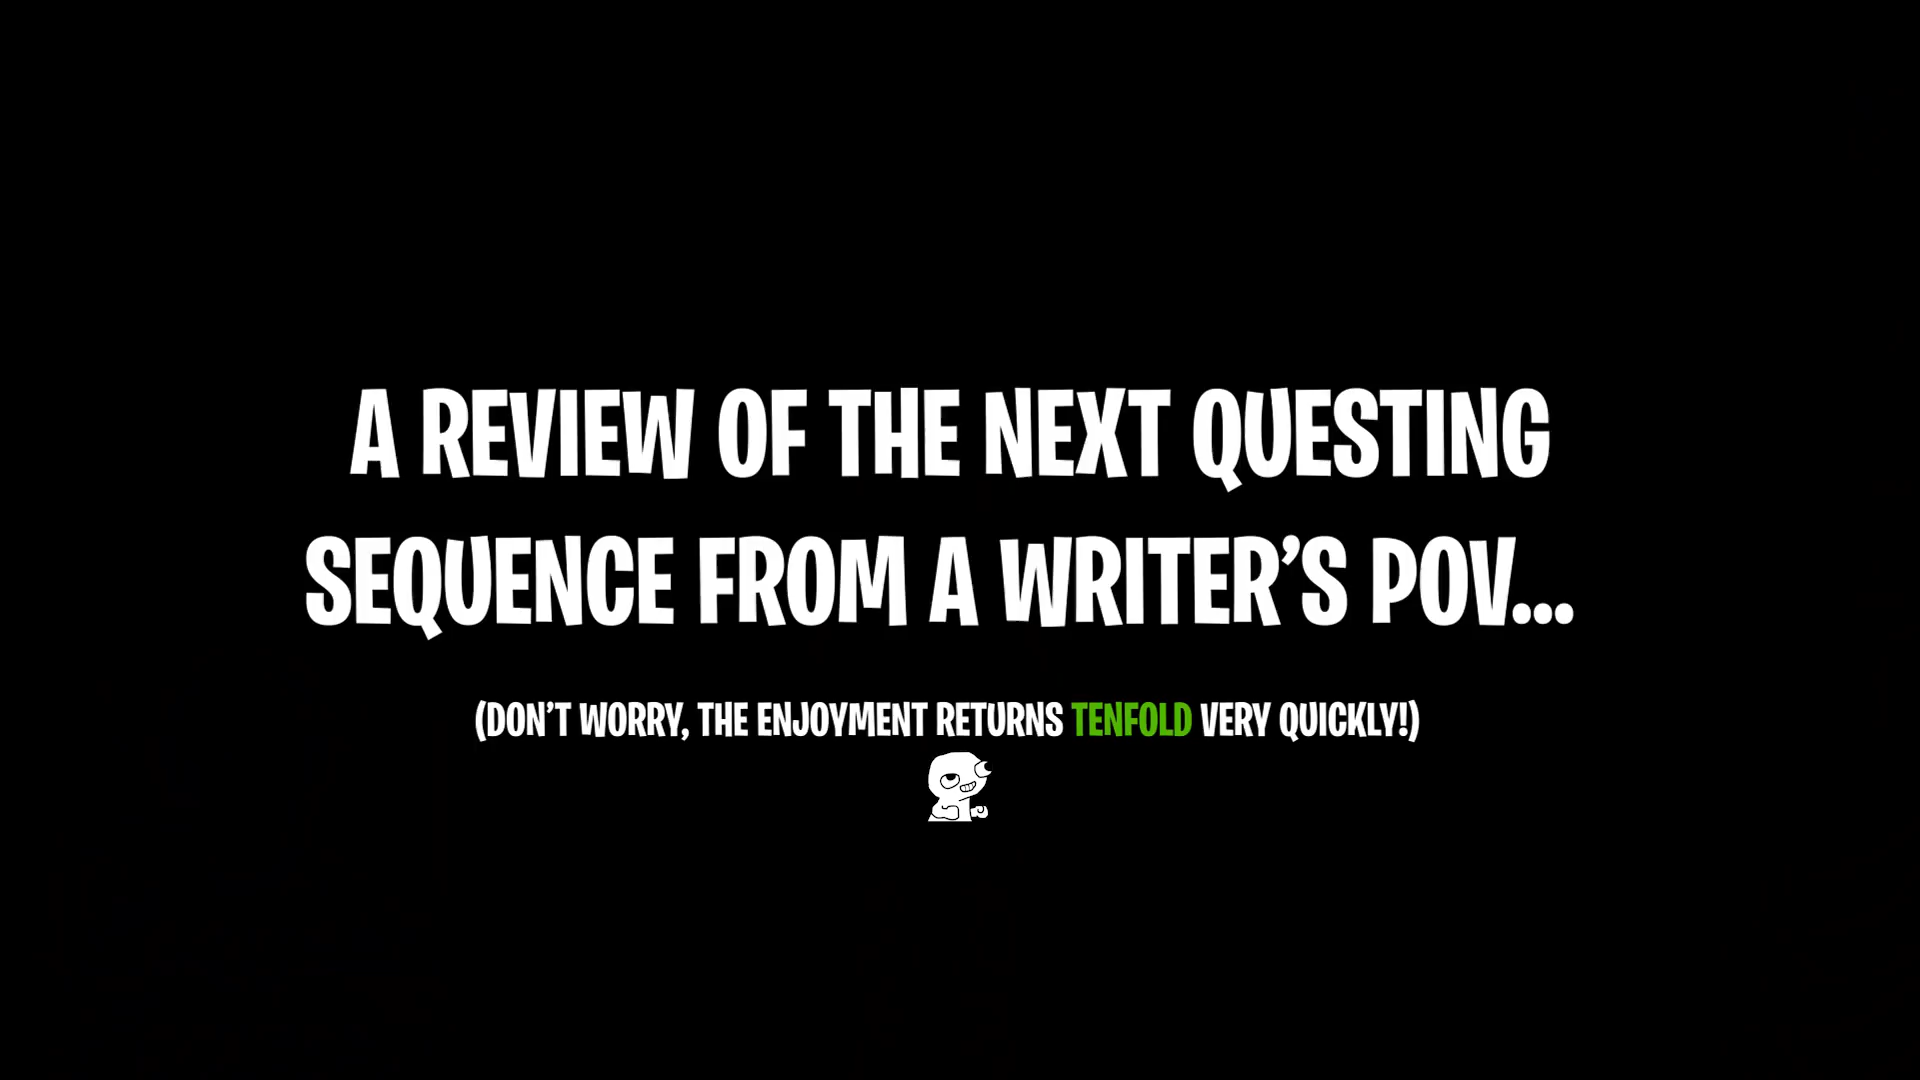 A REVIEW OF THE NEXT QUESTING
SEQUENCE FROM A WRITER’S POV...
(DON’T WORRY, THE ENJOYMENT RETURNS TENFOLD VERY QUICKLY!)